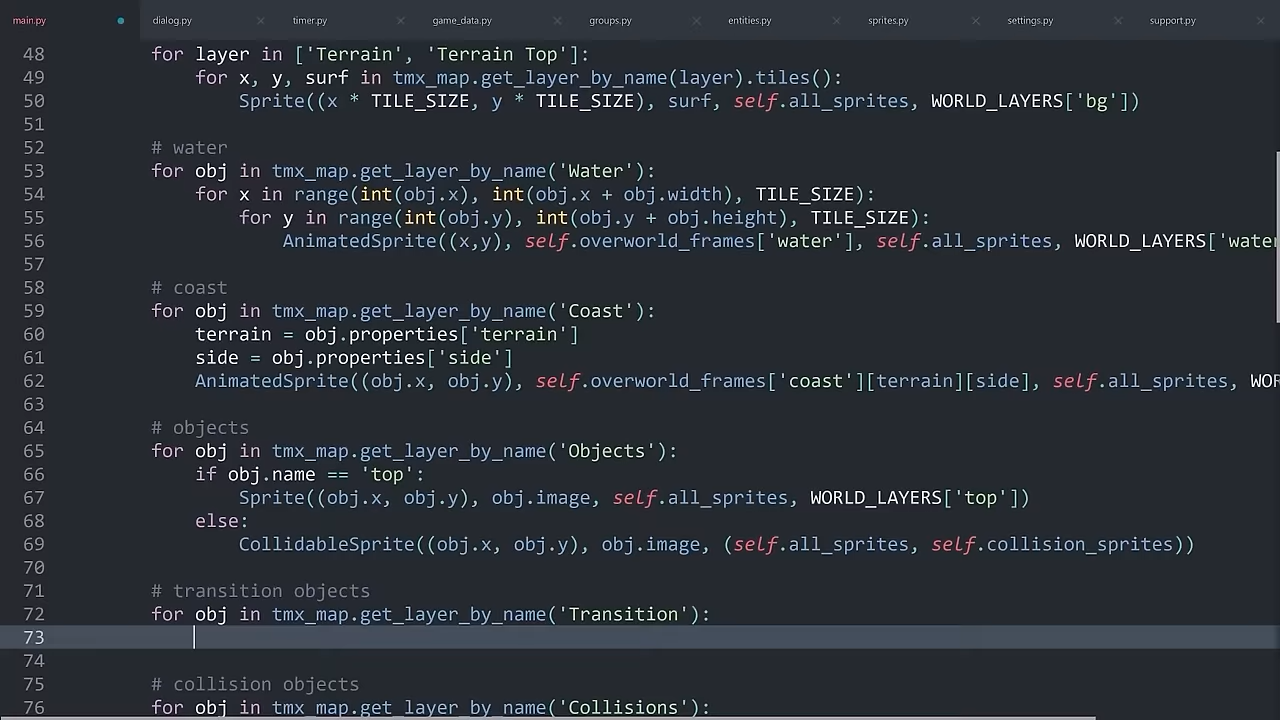 main.py dialog.py timer.py game_data.py groups.py entities.py sprites.py settings.py support.py
48 for layer in ['Terrain', 'Terrain Top']:
49 for x, y, surf in tmx_map.get_layer_by_name(layer).tiles():
50 Sprite((x * TILE_SIZE, y * TILE_SIZE), surf, self.all_sprites, WORLD_LAYERS['bg'])
51
52 # water
53 for obj in tmx_map.get_layer_by_name('Water'):
54 for x in range(int(obj.x), int(obj.x + obj.width), TILE_SIZE):
55 for y in range(int(obj.y), int(obj.y + obj.height), TILE_SIZE):
56 AnimatedSprite((x,y), self.overworld_frames['water'], self.all_sprites, WORLD_LAYERS['water
57
58 # coast
59 for obj in tmx_map.get_layer_by_name('Coast'):
60 terrain = obj.properties['terrain']
61 side = obj.properties['side']
62 AnimatedSprite((obj.x, obj.y), self.overworld_frames['coast'][terrain][side], self.all_sprites, WOR
63
64 # objects
65 for obj in tmx_map.get_layer_by_name('Objects'):
66 if obj.name == 'top':
67 Sprite((obj.x, obj.y), obj.image, self.all_sprites, WORLD_LAYERS['top'])
68 else:
69 CollidableSprite((obj.x, obj.y), obj.image, (self.all_sprites, self.collision_sprites))
70
71 # transition objects
72 for obj in tmx_map.get_layer_by_name('Transition'):
73
74
75 # collision objects
76 for obj in tmx_map.get_layer_by_name('Collisions'):